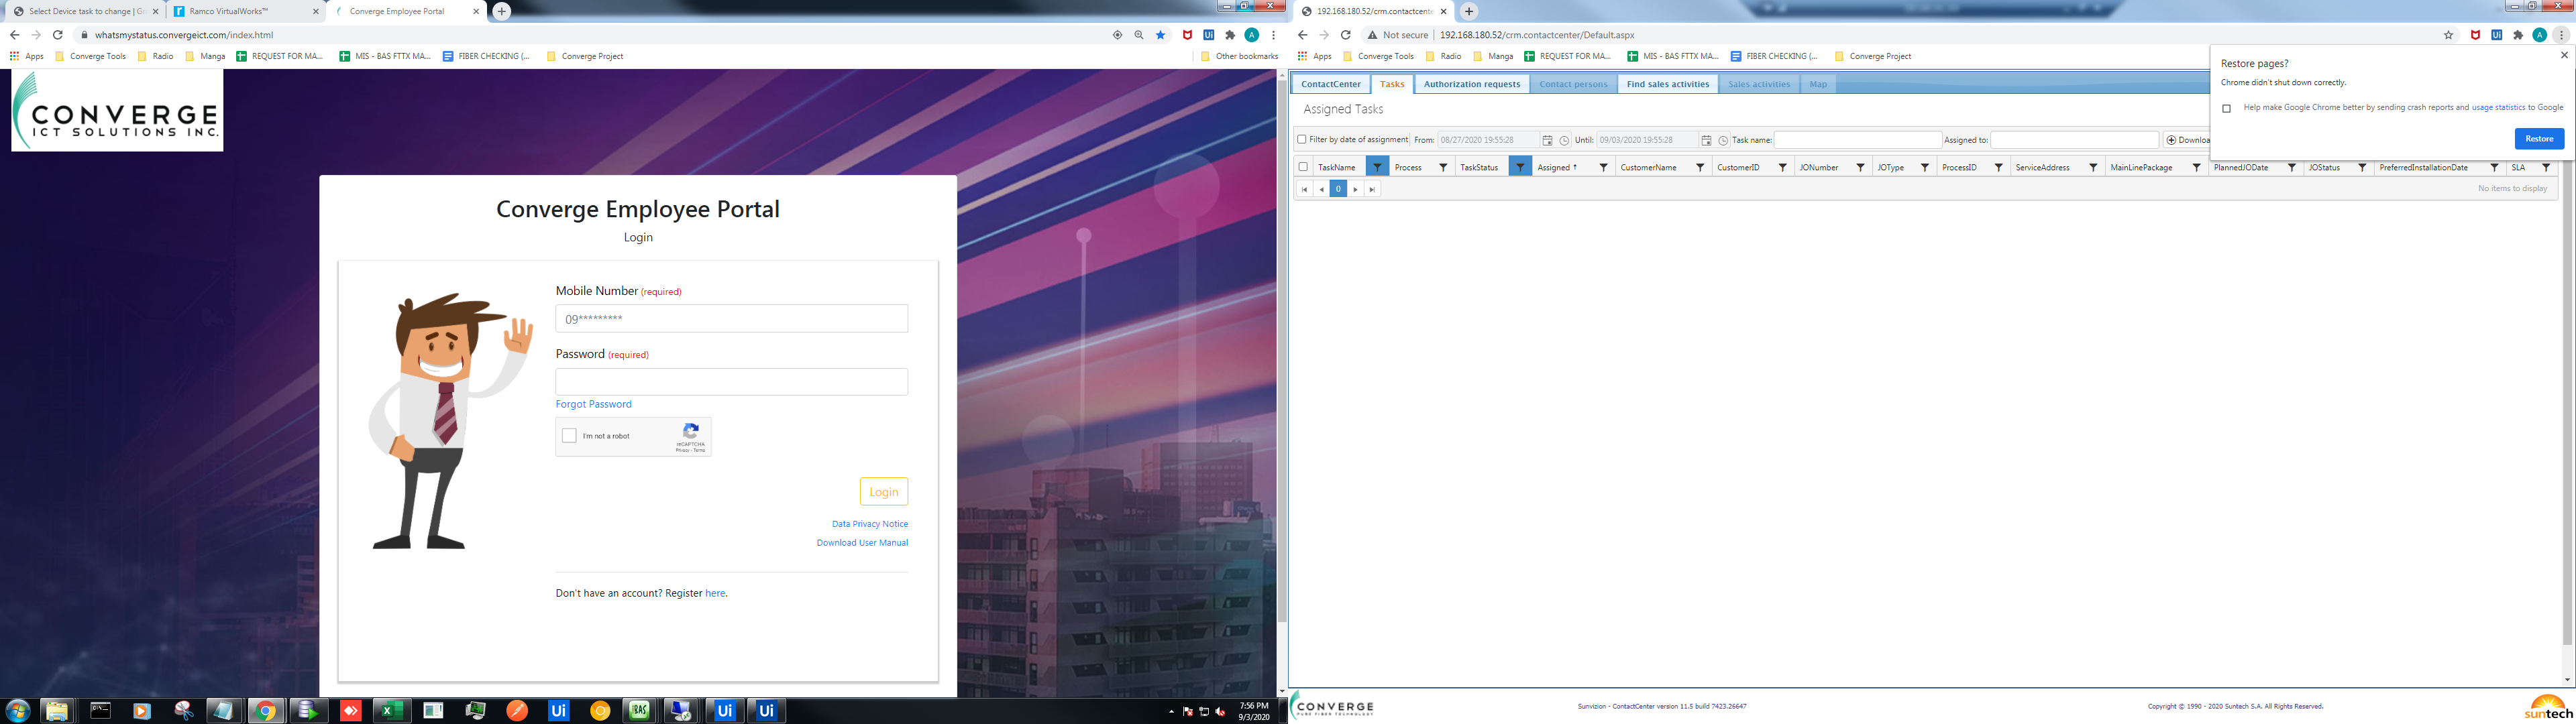 Select Device task to change | Gi
Ramco VirtualWorks™
Converge Employee Portal
whatsmystatus.convergeict.com/index.html
A
Apps
Converge Tools
Radio
Manga
REQUEST FOR MA...
MIS - BAS FTTX MA...
FIBER CHECKING (...
Converge Project
Other bookmarks
CONVERGE
ICT SOLUTIONS INC.
Converge Employee Portal
Login
Mobile Number (required)
09*********
Password (required)
Forgot Password
I'm not a robot
reCAPTCHA
Privacy - Terms
Login
Data Privacy Notice
Download User Manual
Don't have an account? Register here.
7:56 PM
9/3/2020
192.168.180.52/crm.contactcente
Not secure
192.168.180.52/crm.contactcenter/Default.aspx
A
Apps
Converge Tools
Radio
Manga
REQUEST FOR MA...
MIS - BAS FTTX MA...
FIBER CHECKING (...
Converge Project
Restore pages?
Chrome didn't shut down correctly.
Help make Google Chrome better by sending crash reports and usage statistics to Google
Restore
ContactCenter
Tasks
Authorization requests
Contact persons
Find sales activities
Sales activities
Map
Assigned Tasks
Filter by date of assignment
From:
08/27/2020 19:55:28
Until:
09/03/2020 19:55:28
Task name:
Assigned to:
Downloa
TaskName
Process
TaskStatus
Assigned ↑
CustomerName
CustomerID
JONumber
JOType
ProcessID
ServiceAddress
MainLinePackage
PlannedJODate
JOStatus
PreferredInstallationDate
SLA
0
No items to display
CONVERGE
PURE FIBER TECHNOLOGY
Sunvizion - ContactCenter version 11.5 build 7423.26647
Copyright © 1990 - 2020 Suntech S.A. All Rights Reserved.
suntech